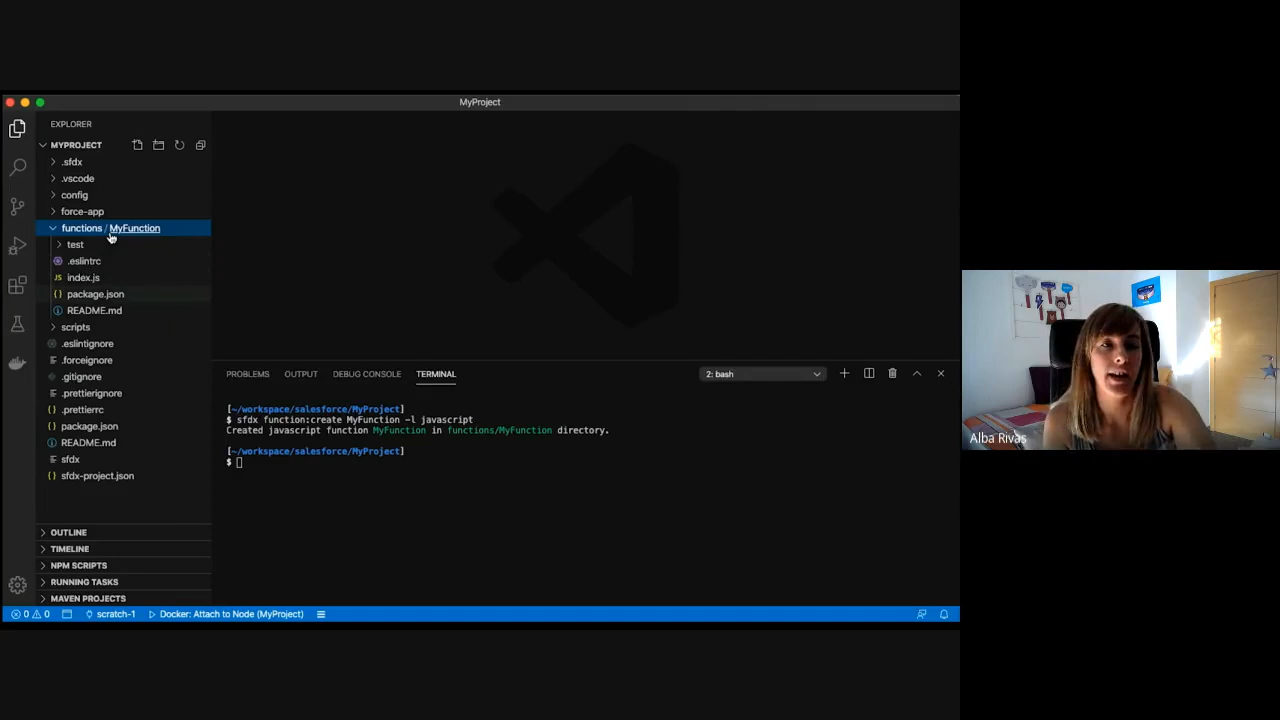 MyProject
EXPLORER
MYPROJECT
.sfdx
.vscode
config
force-app
functions / MyFunction
test
.eslintrc
JS index.js
{} package.json
README.md
scripts
.eslintignore
.forceignore
.gitignore
.prettierignore
.prettierrc
{} package.json
README.md
sfdx
{} sfdx-project.json
OUTLINE
TIMELINE
NPM SCRIPTS
RUNNING TASKS
MAVEN PROJECTS
PROBLEMS OUTPUT DEBUG CONSOLE TERMINAL 2: bash
[~/workspace/salesforce/MyProject]
$ sfdx function:create MyFunction -l javascript
Created javascript function MyFunction in functions/MyFunction directory.
[~/workspace/salesforce/MyProject]
$
0 0 scratch-1 Docker: Attach to Node (MyProject)
Alba Rivas